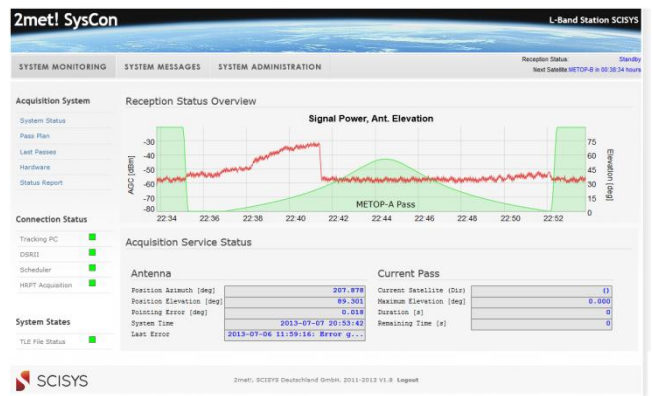 2met! SysCon
L-Band Station SCISYS
SYSTEM MONITORING SYSTEM MESSAGES SYSTEM ADMINISTRATION
Reception Status: Standby
Next Satellite: METOP-B in 00:38:34 hours
Acquisition System
System Status
Pass Plan
Last Passes
Hardware
Status Report
Connection Status
Tracking PC
DSRII
Scheduler
HRPT Acquisition
System States
TLE File Status
Reception Status Overview
Signal Power, Ant. Elevation
AGC [dBm]
-30
-40
-50
-60
-70
-80
Elevation [deg]
75
60
45
30
15
0
METOP-A Pass
22:34 22:36 22:38 22:40 22:42 22:44 22:46 22:48 22:50 22:52
Acquisition Service Status
Antenna
Position Azimuth [deg] 207.878
Position Elevation [deg] 89.301
Pointing Error [deg] 0.018
System Time 2013-07-07 20:53:42
Last Error 2013-07-06 11:59:16: Error g...
Current Pass
Current Satellite (Dir) ()
Maximum Elevation [deg] 0.000
Duration [s] 0
Remaining Time [s] 0
SCISYS
2met!, SCISYS Deutschland GmbH, 2011-2013 V1.8 Logout